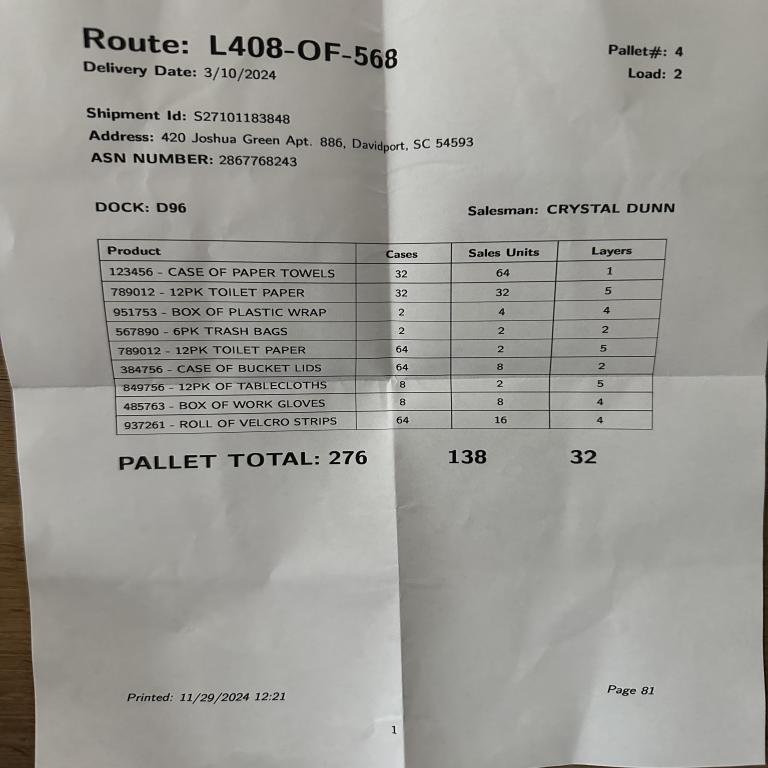 Route: L408-OF-568
Pallet#: 4
Delivery Date: 3/10/2024
Load: 2
Shipment Id: S27101183848
Address: 420 Joshua Green Apt. 886, Davidport, SC 54593
ASN NUMBER: 2867768243
DOCK: D96
Salesman: CRYSTAL DUNN
Product Cases Sales Units Layers
123456 - CASE OF PAPER TOWELS 32 64 1
789012 - 12PK TOILET PAPER 32 32 5
951753 - BOX OF PLASTIC WRAP 2 4 4
567890 - 6PK TRASH BAGS 2 2 2
789012 - 12PK TOILET PAPER 64 2 5
384756 - CASE OF BUCKET LIDS 64 8 2
849756 - 12PK OF TABLECLOTHS 8 2 5
485763 - BOX OF WORK GLOVES 8 8 4
937261 - ROLL OF VELCRO STRIPS 64 16 4
PALLET TOTAL: 276 138 32
Printed: 11/29/2024 12:21
Page 81
1